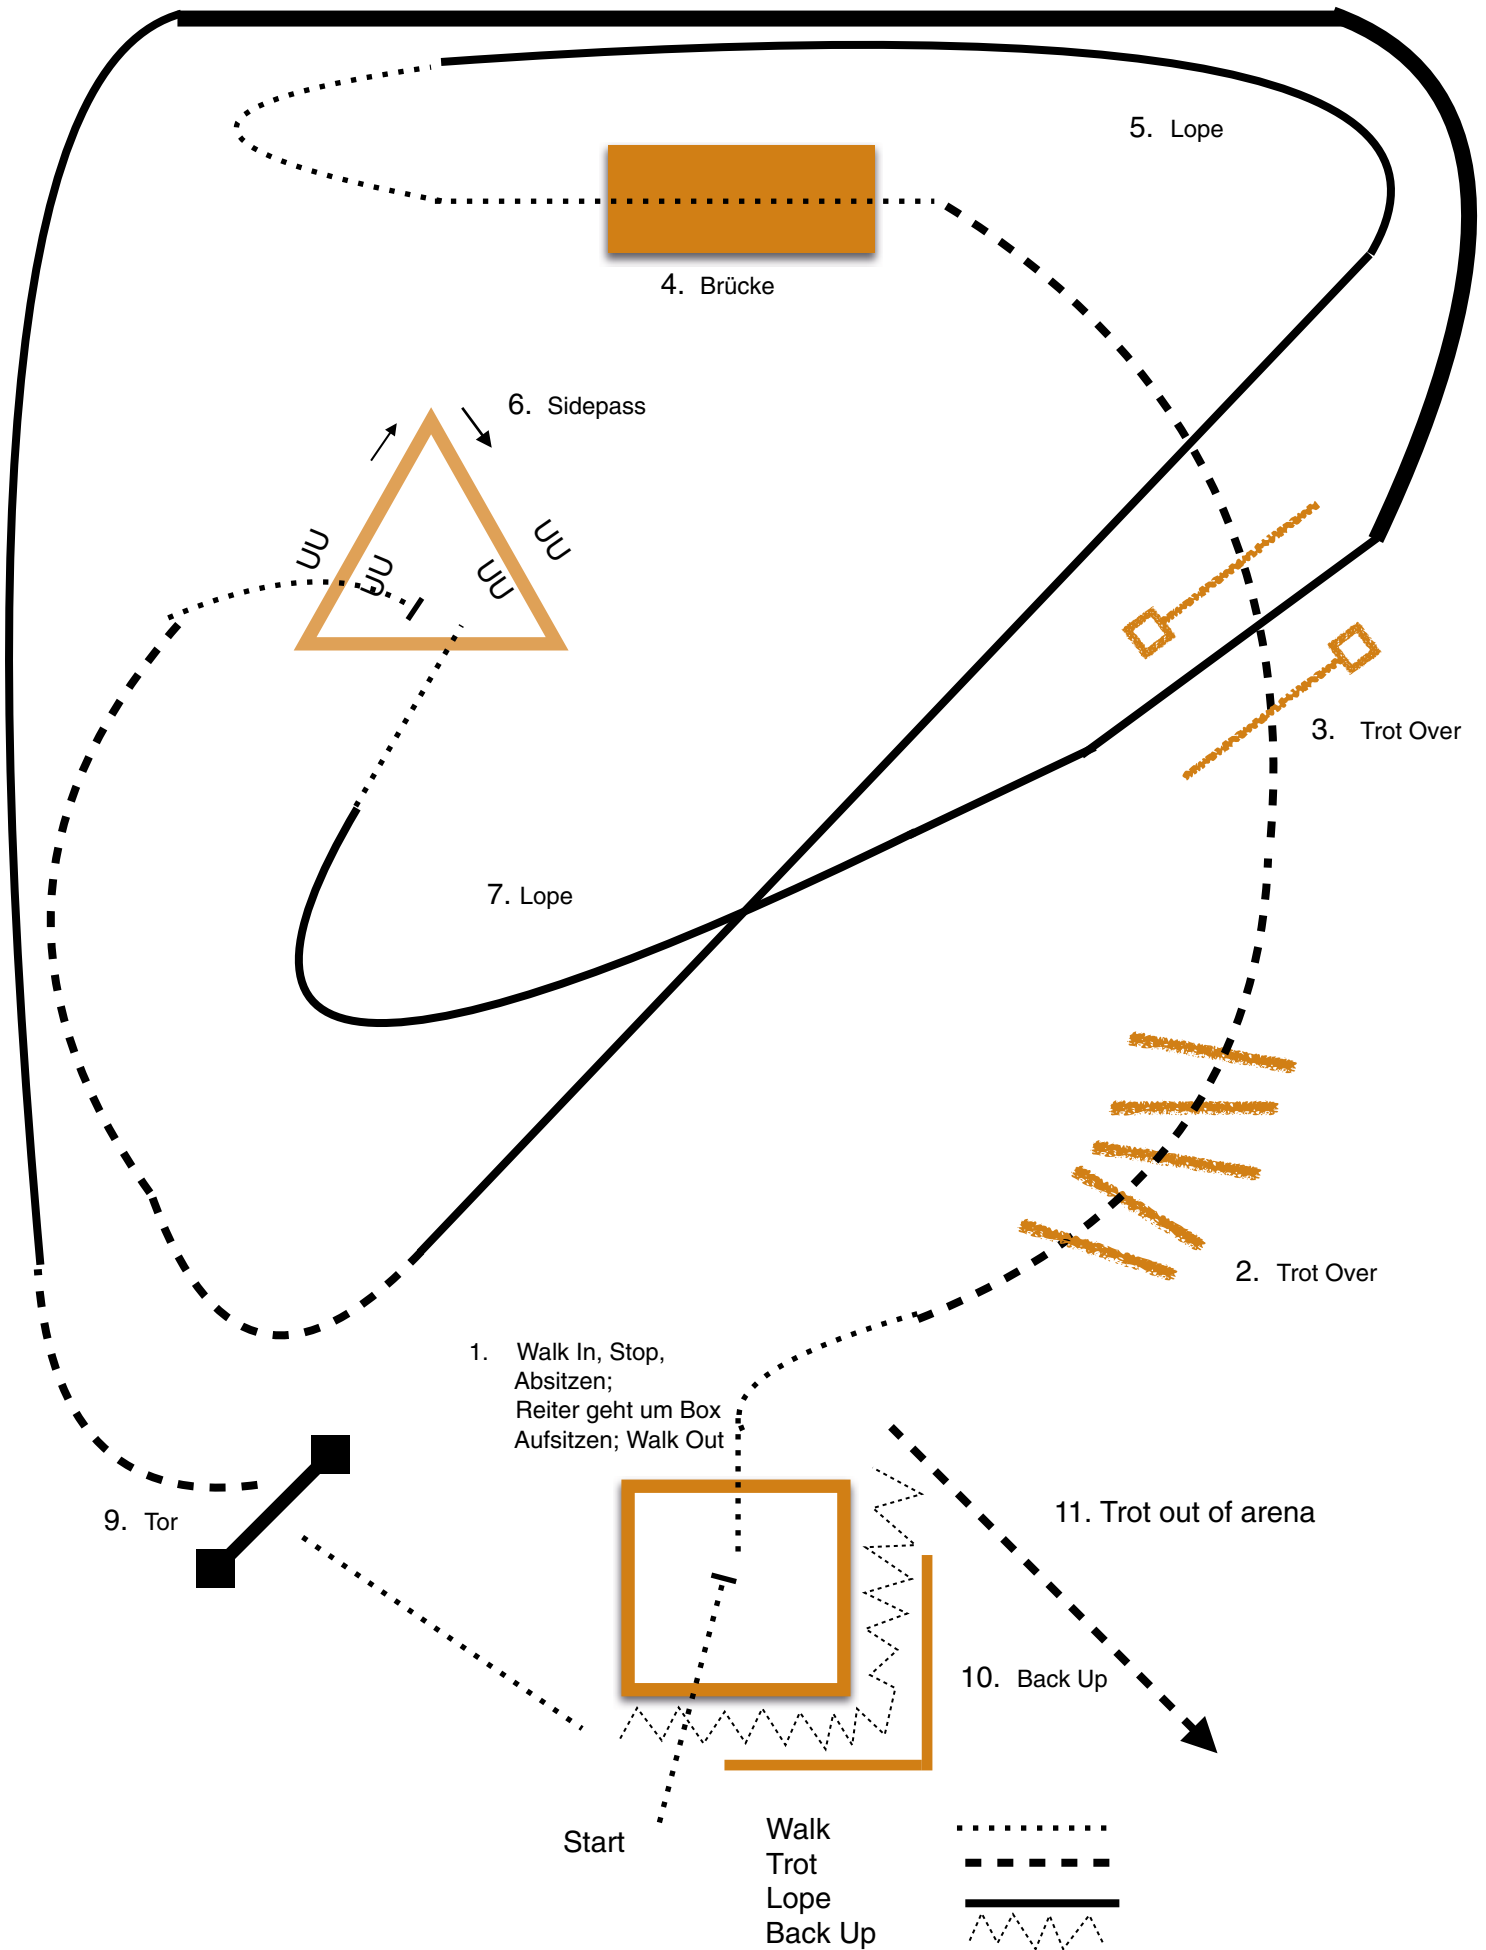 5. Lope
4. Brücke
6. Sidepass
UU
UU
UU
UU
3. Trot Over
7. Lope
2. Trot Over
1. Walk In, Stop,
Absitzen;
Reiter geht um Box
Aufsitzen; Walk Out
9. Tor
11. Trot out of arena
10. Back Up
Start
Walk
Trot
Lope
Back Up